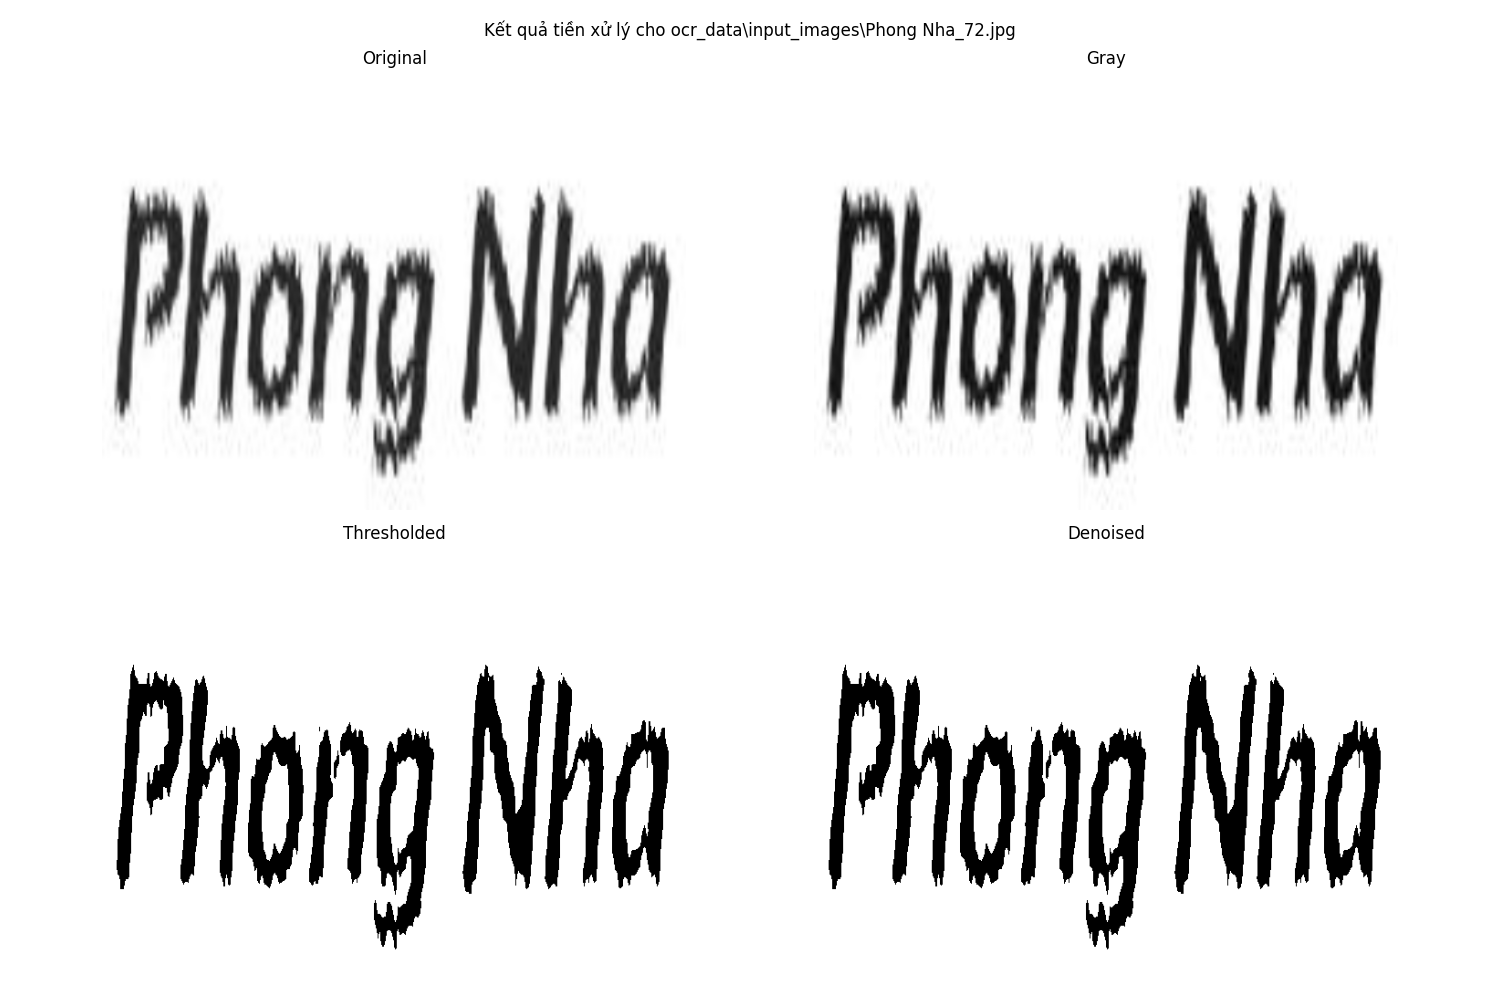 Kết quả tiền xử lý cho ocr_data\input_images\Phong Nha_72.jpg
Original
Gray
Phong Nha
Phong Nha
Thresholded
Denoised
Phong Nha
Phong Nha